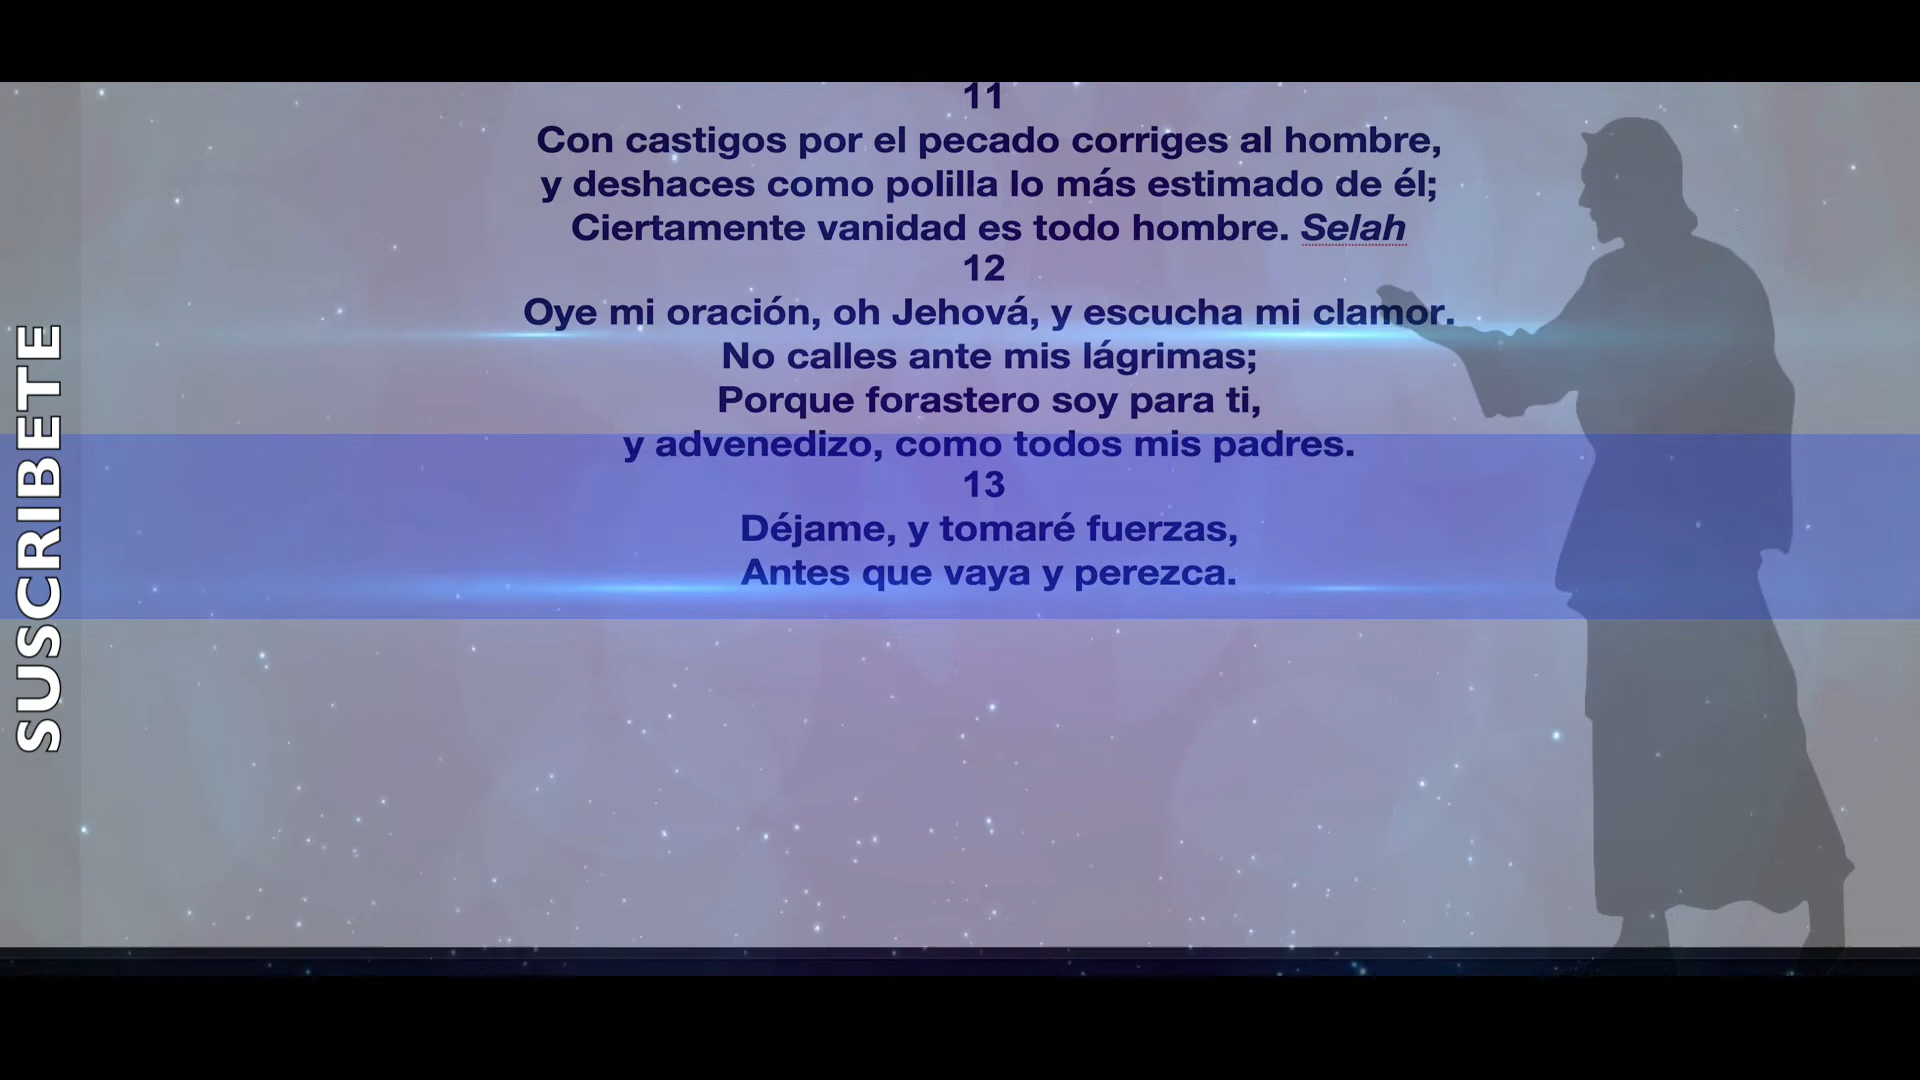 11
Con castigos por el pecado corriges al hombre,
y deshaces como polilla lo más estimado de él;
Ciertamente vanidad es todo hombre. Selah
12
Oye mi oración, oh Jehová, y escucha mi clamor.
No calles ante mis lágrimas;
Porque forastero soy para ti,
y advenedizo, como todos mis padres.
13
Déjame, y tomaré fuerzas,
Antes que vaya y perezca.
SUSCRIBETE